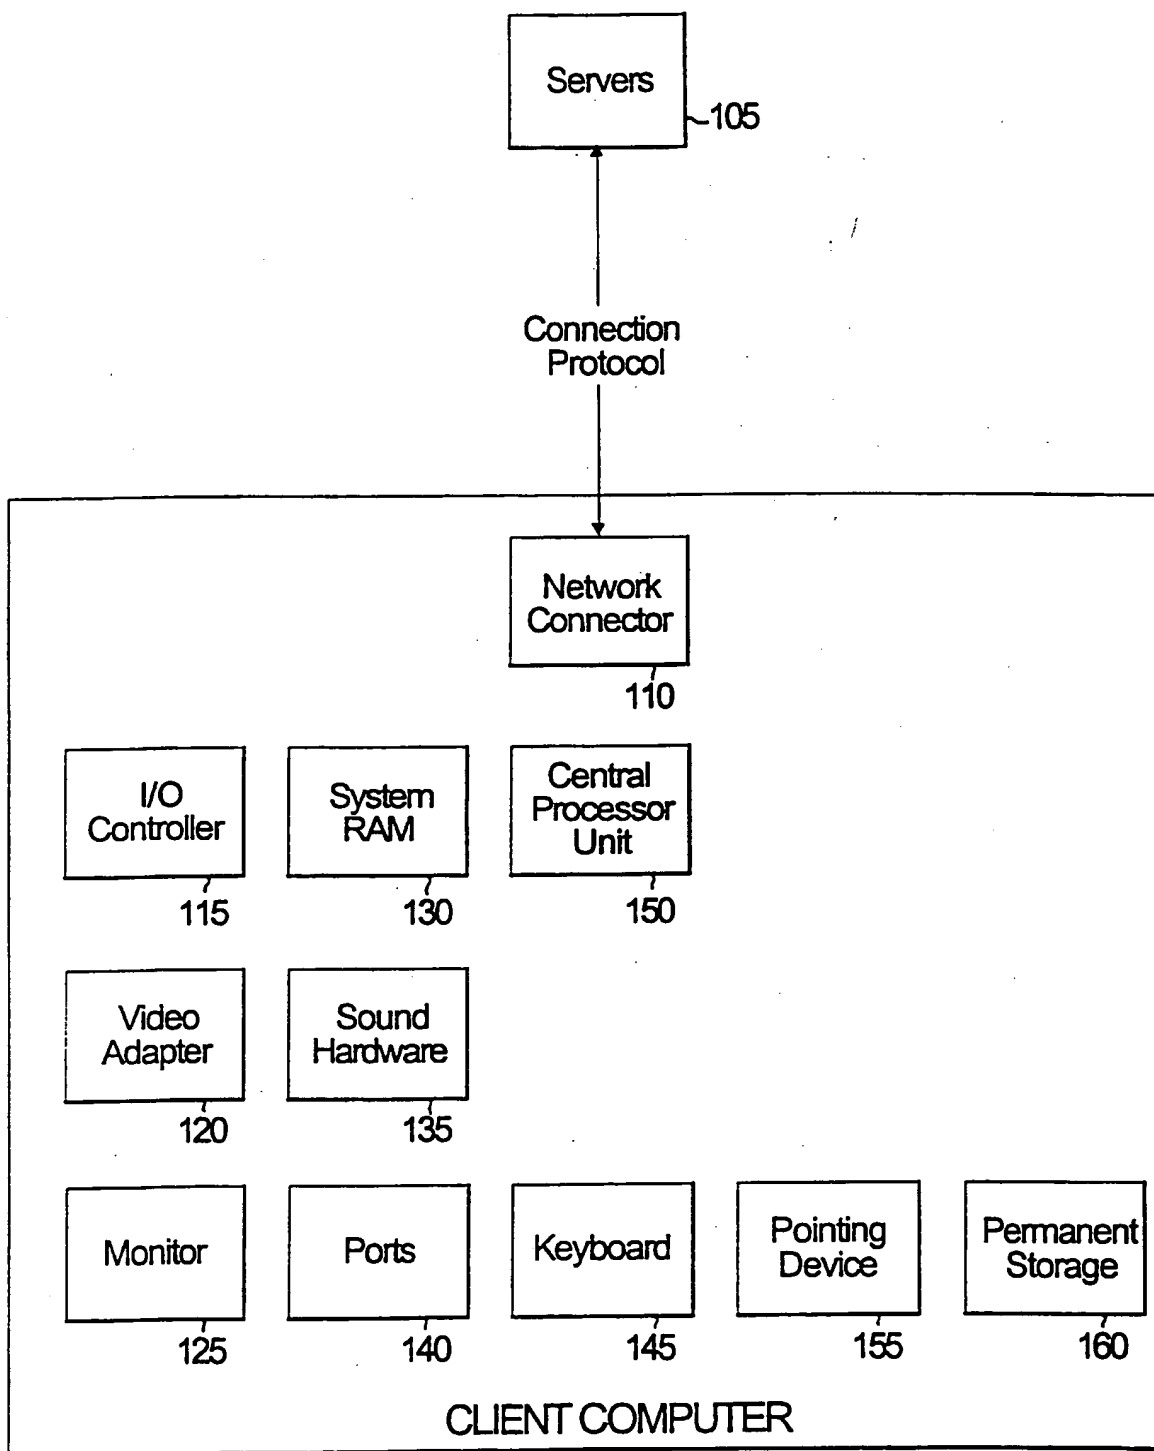 Servers
105
Connection
Protocol
Network
Connector
110
I/O
Controller
115
System
RAM
130
Central
Processor
Unit
150
Video
Adapter
120
Sound
Hardware
135
Monitor
125
Ports
140
Keyboard
145
Pointing
Device
155
Permanent
Storage
160
CLIENT COMPUTER